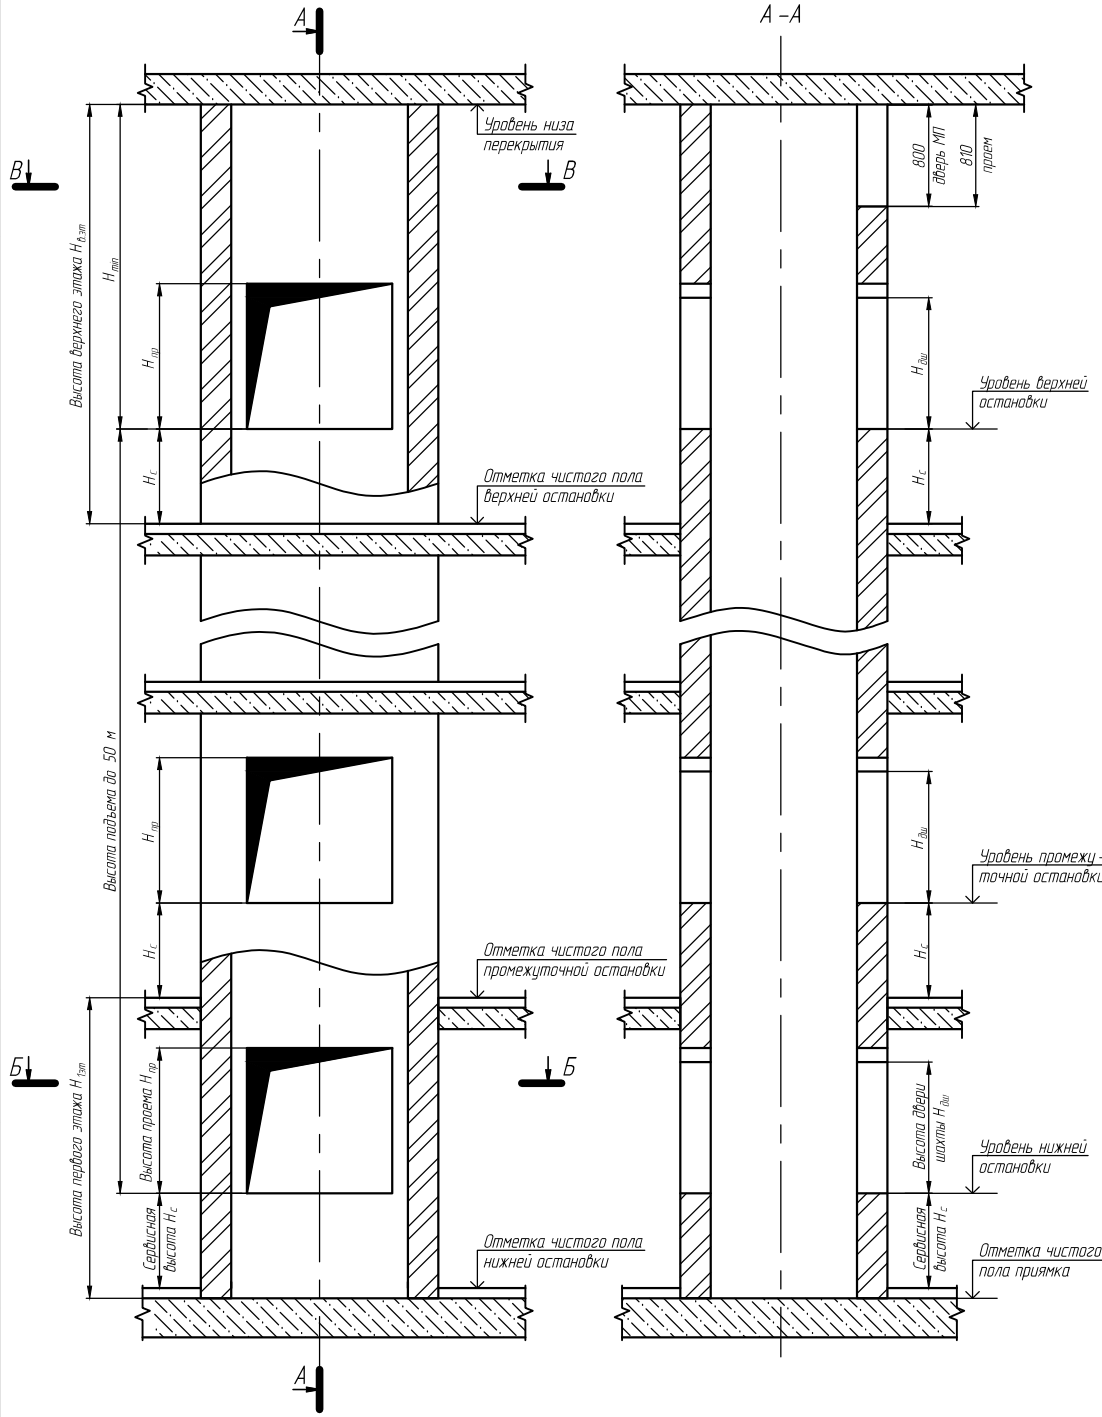 А
А – А
Уровень низа
перекрытия
800
дверь МП
810
проем
В
В
Высота верхнего этажа Нв.эт
Нmin
Нпр
Ндш
Уровень верхней
остановки
Нс
Нс
Отметка чистого пола
верхней остановки
Высота подъема до 50 м
Нпр
Ндш
Уровень промежу-
точной остановки
Нс
Нс
Отметка чистого пола
промежуточной остановки
Б
Б
Высота первого этажа Н1эт
Высота проема Нпр
Высота двери
шахты Ндш
Уровень нижней
остановки
Сервисная
высота Нс
Сервисная
высота Нс
Отметка чистого пола
нижней остановки
Отметка чистого
пола приямка
А